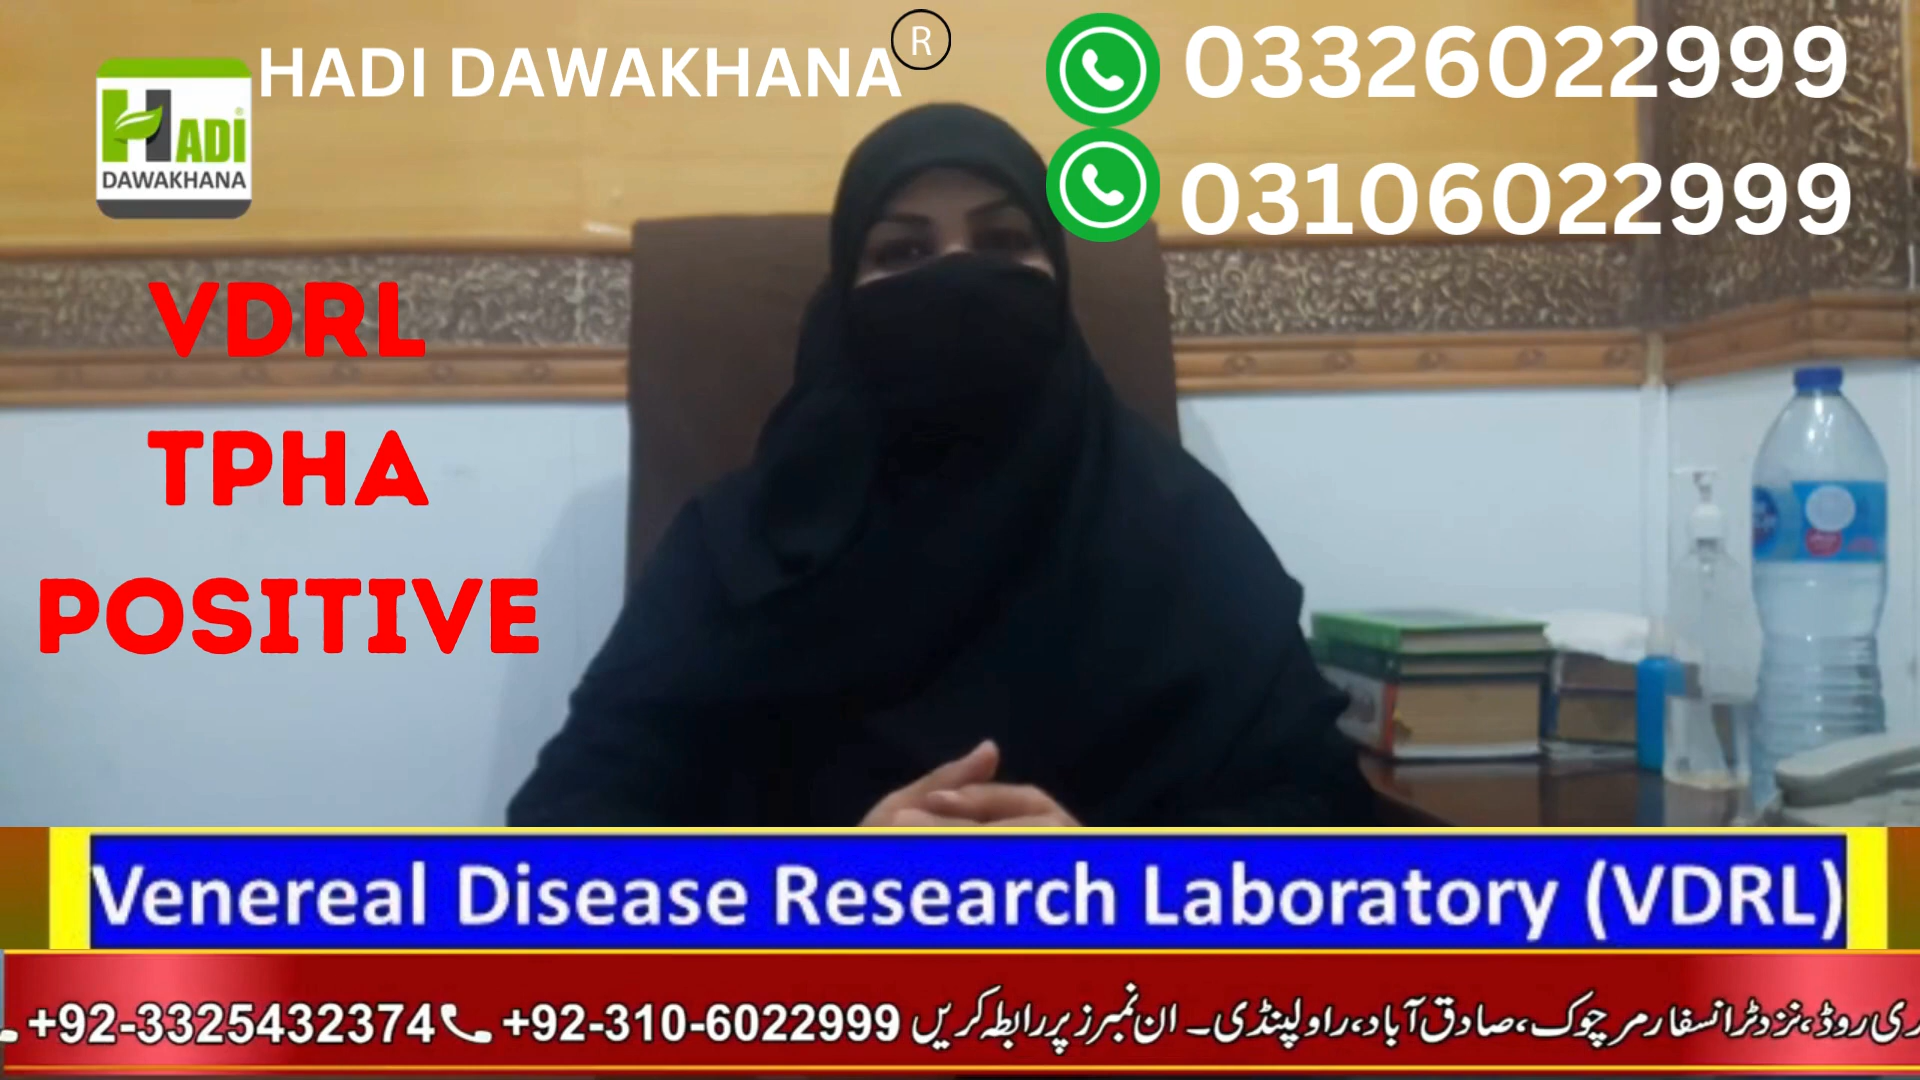 HADI DAWAKHANA®
03326022999
03106022999
HADI®
DAWAKHANA
VDRL
TPHA
POSITIVE
Venereal Disease Research Laboratory (VDRL)
ری روڈ، نزد ٹرانسفارمر چوک، صادق آباد، راولپنڈی۔ ان نمبرز پر رابطہ کریں +92-310-6022999 +92-3325432374